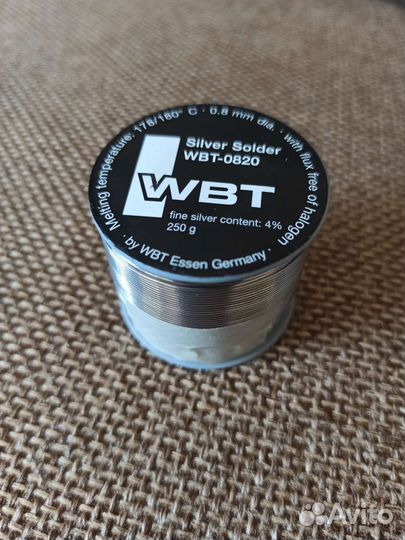 Melting temperature: 178/180° C · 0.8 mm dia. · with flux free of halogen
Silver Solder
WBT-0820
WBT
fine silver content: 4%
250 g
· by WBT Essen Germany ·
Avito